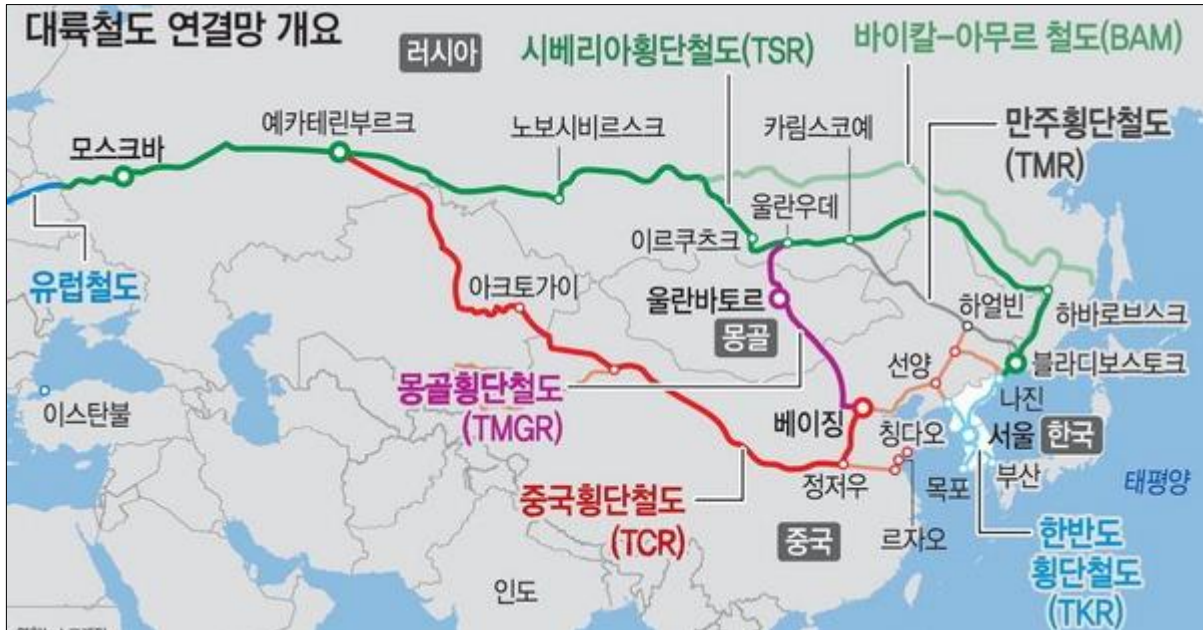 대륙철도 연결망 개요
러시아
시베리아횡단철도(TSR)
바이칼-아무르 철도(BAM)
예카테린부르크
노보시비르스크
카림스코예
만주횡단철도
(TMR)
모스크바
울란우데
이르쿠츠크
유럽철도
아크토가이
울란바토르
몽골
하얼빈
하바로브스크
선양
블라디보스토크
몽골횡단철도
(TMGR)
이스탄불
나진
베이징
칭다오
서울
한국
정저우
목포
부산
태평양
중국횡단철도
(TCR)
중국
르자오
한반도
횡단철도
(TKR)
인도